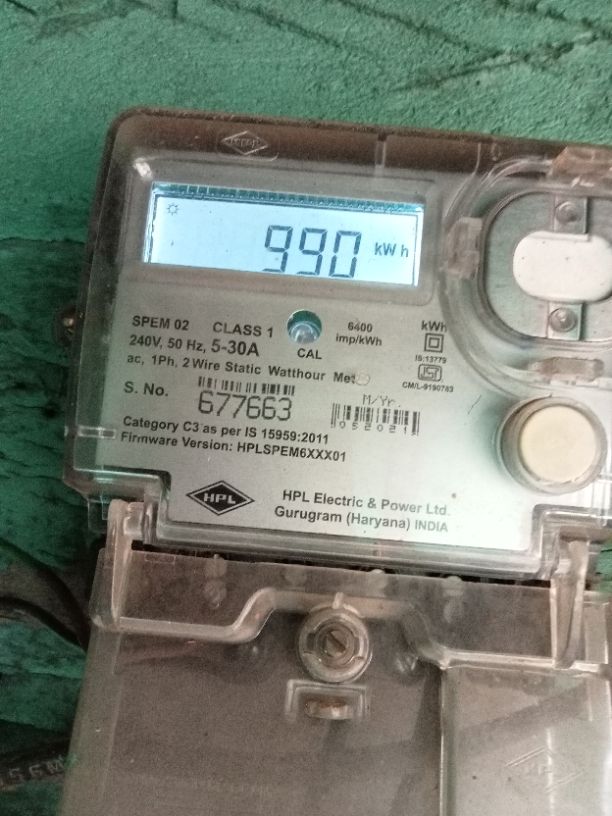 990 kWh
SPEM 02 CLASS 1 6400 imp/kWh kWh
240V, 50 Hz, 5-30A CAL IS:13779
ac, 1Ph, 2 Wire Static Watthour
CM/L-9190783
S. No. 677663 M/Yr. 052021
Category C3 as per IS 15959:2011
Firmware Version: HPLSPEM6XXX01
HPL HPL Electric & Power Ltd.
Gurugram (Haryana) INDIA
HPL